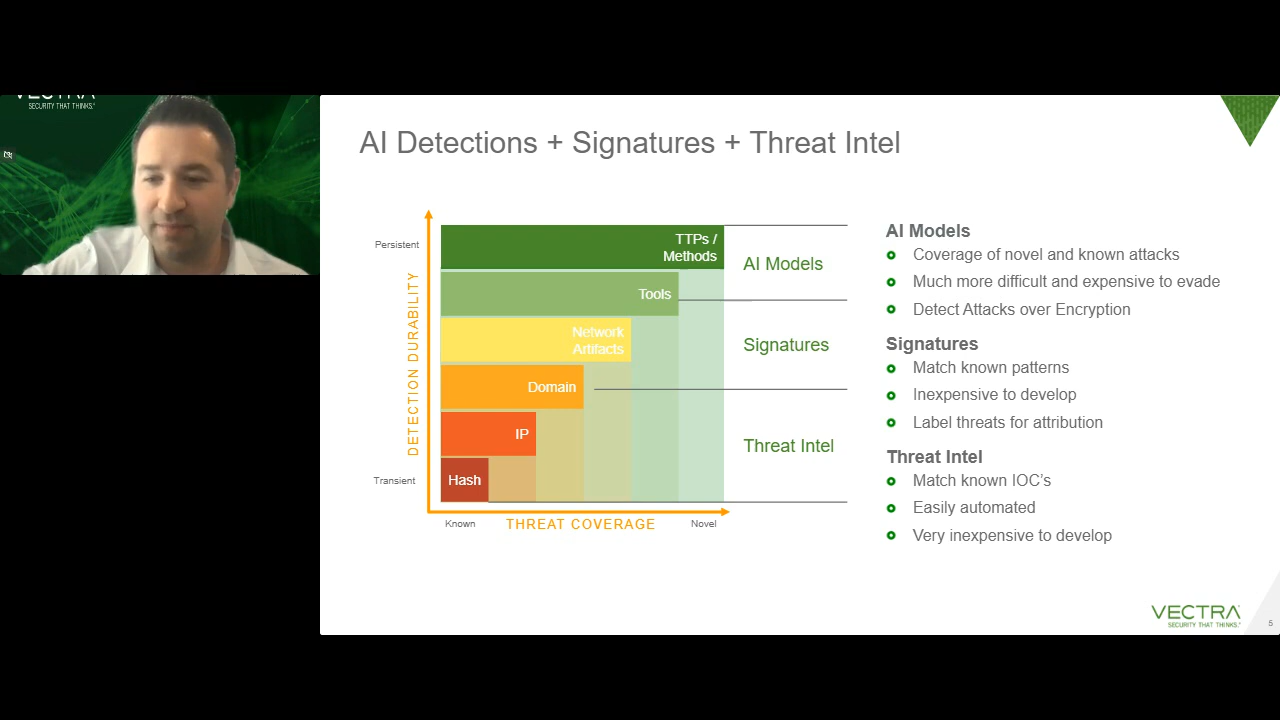 VECTRA
SECURITY THAT THINKS.®
AI Detections + Signatures + Threat Intel
Persistent
DETECTION DURABILITY
Transient
TTPs /
Methods
Tools
Network
Artifacts
Domain
IP
Hash
Known
THREAT COVERAGE
Novel
AI Models
Signatures
Threat Intel
AI Models
Coverage of novel and known attacks
Much more difficult and expensive to evade
Detect Attacks over Encryption
Signatures
Match known patterns
Inexpensive to develop
Label threats for attribution
Threat Intel
Match known IOC's
Easily automated
Very inexpensive to develop
VECTRA
SECURITY THAT THINKS.®
5